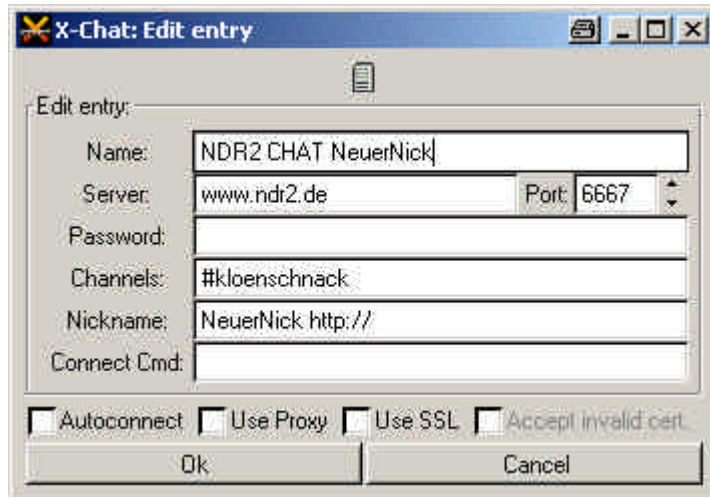 X-Chat: Edit entry
Edit entry:
Name: NDR2 CHAT NeuerNick
Server: www.ndr2.de Port: 6667
Password:
Channels: #kloenschnack
Nickname: NeuerNick http://
Connect Cmd:
Autoconnect Use Proxy Use SSL Accept invalid cert.
Ok Cancel